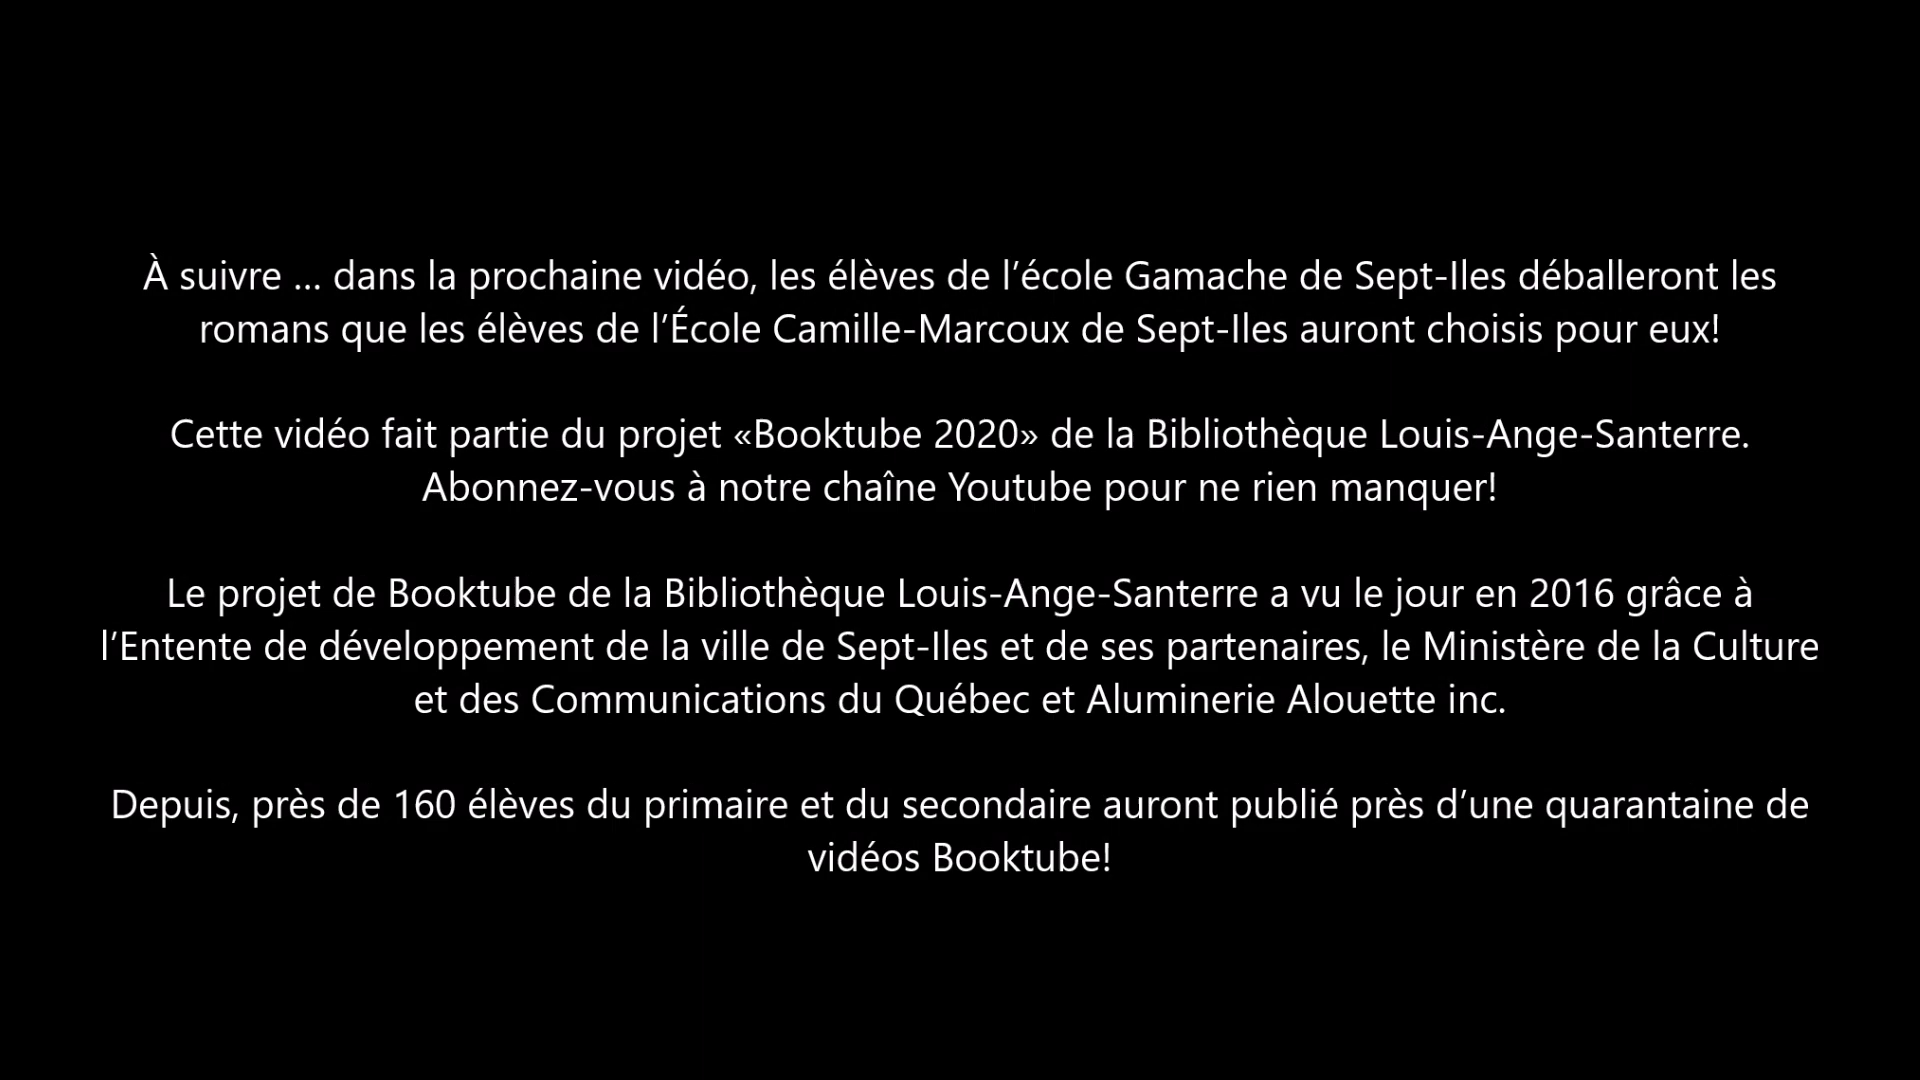 À suivre ... dans la prochaine vidéo, les élèves de l’école Gamache de Sept-Iles déballeront les
romans que les élèves de l’École Camille-Marcoux de Sept-Iles auront choisis pour eux!
Cette vidéo fait partie du projet «Booktube 2020» de la Bibliothèque Louis-Ange-Santerre.
Abonnez-vous à notre chaîne Youtube pour ne rien manquer!
Le projet de Booktube de la Bibliothèque Louis-Ange-Santerre a vu le jour en 2016 grâce à
l’Entente de développement de la ville de Sept-Iles et de ses partenaires, le Ministère de la Culture
et des Communications du Québec et Aluminerie Alouette inc.
Depuis, près de 160 élèves du primaire et du secondaire auront publié près d’une quarantaine de
vidéos Booktube!